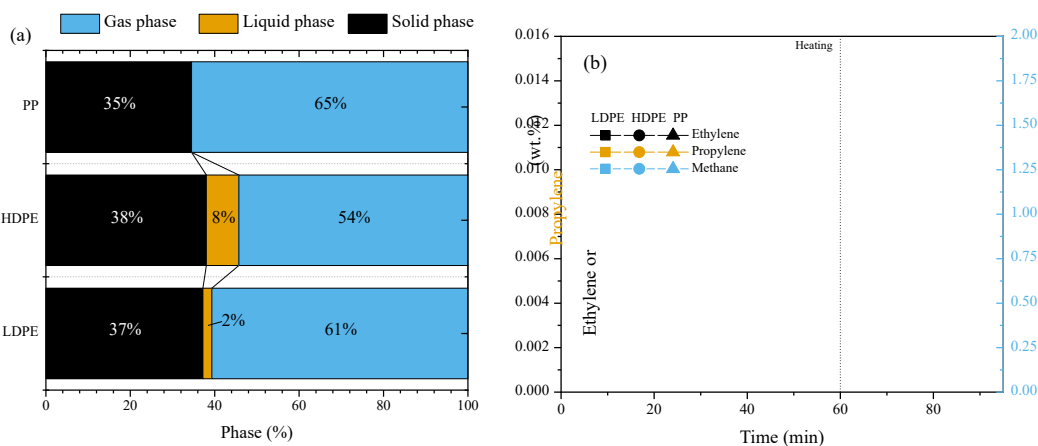 Gas phase Liquid phase Solid phase
(a)
PP
35% 65%
HDPE
38% 8% 54%
LDPE
37% 2% 61%
0 20 40 60 80 100
Phase (%)
(b)
Heating
0.016 2.00
0.014 1.75
0.012 1.50
0.010 1.25
0.008 1.00
0.006 0.75
0.004 0.50
0.002 0.25
0.000 0.00
LDPE HDPE PP
Ethylene
Propylene
Methane
Ethylene or
Propylene
(wt.%)
0 20 40 60 80
Time (min)